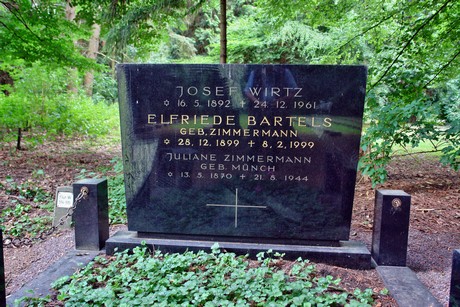 JOSEF WIRTZ
✡ 16.5.1892 + 24.12.1961
ELFRIEDE BARTELS
GEB. ZIMMERMANN
✡ 28.12.1899 + 8.2.1999
JULIANE ZIMMERMANN
GEB. MÜNCH
✡ 13.3.1870 + 21.8.1944